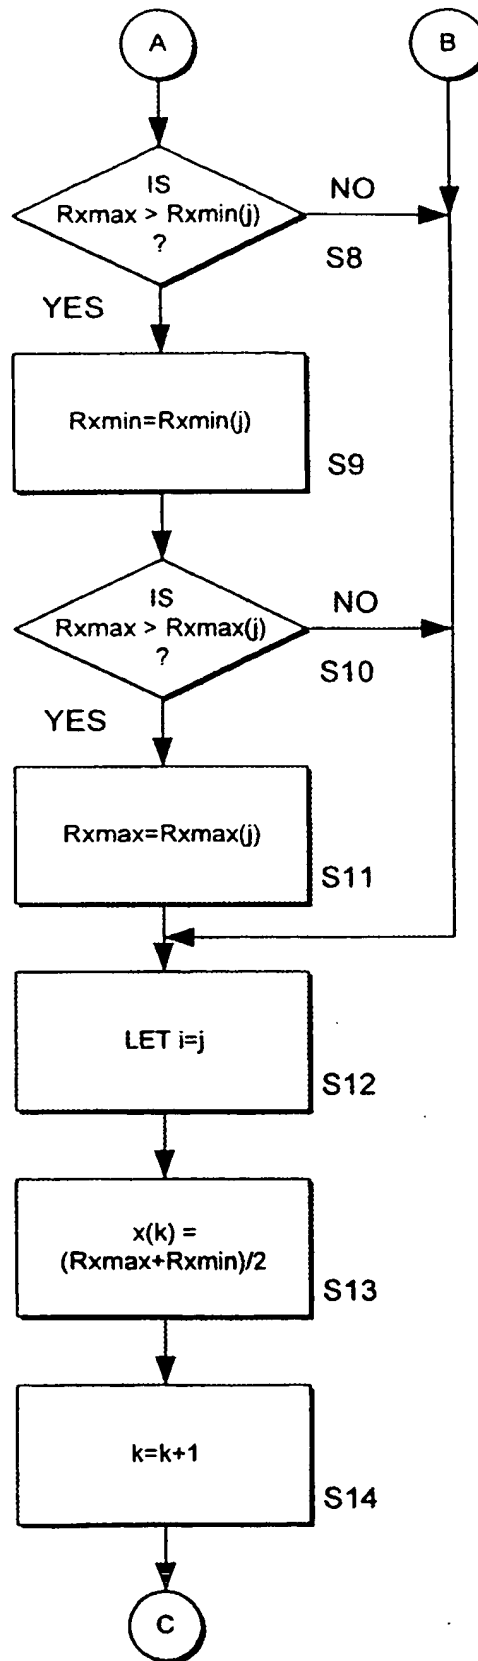 A
B
IS
Rxmax > Rxmin(j)
?
NO
S8
YES
Rxmin=Rxmin(j)
S9
IS
Rxmax > Rxmax(j)
?
NO
S10
YES
Rxmax=Rxmax(j)
S11
LET i=j
S12
x(k) =
(Rxmax+Rxmin)/2
S13
k=k+1
S14
C